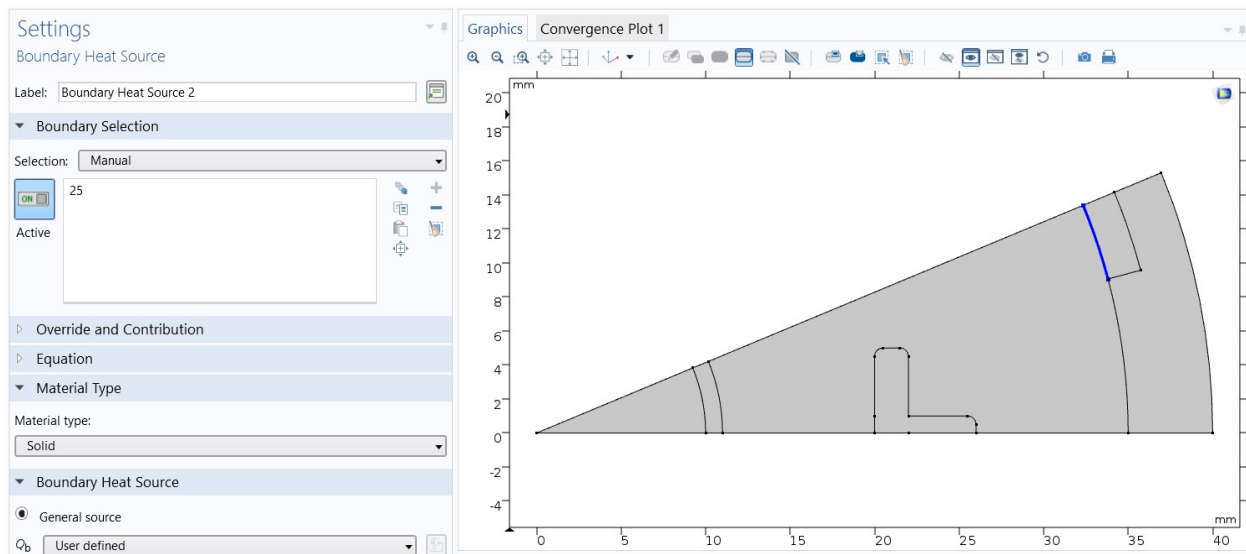 Settings
Boundary Heat Source
Label: Boundary Heat Source 2
Boundary Selection
Selection: Manual
25
ON
Active
Override and Contribution
Equation
Material Type
Material type:
Solid
Boundary Heat Source
General source
Qb User defined
Graphics Convergence Plot 1
mm
20
18
16
14
12
10
8
6
4
2
0
-2
-4
mm
0 5 10 15 20 25 30 35 40